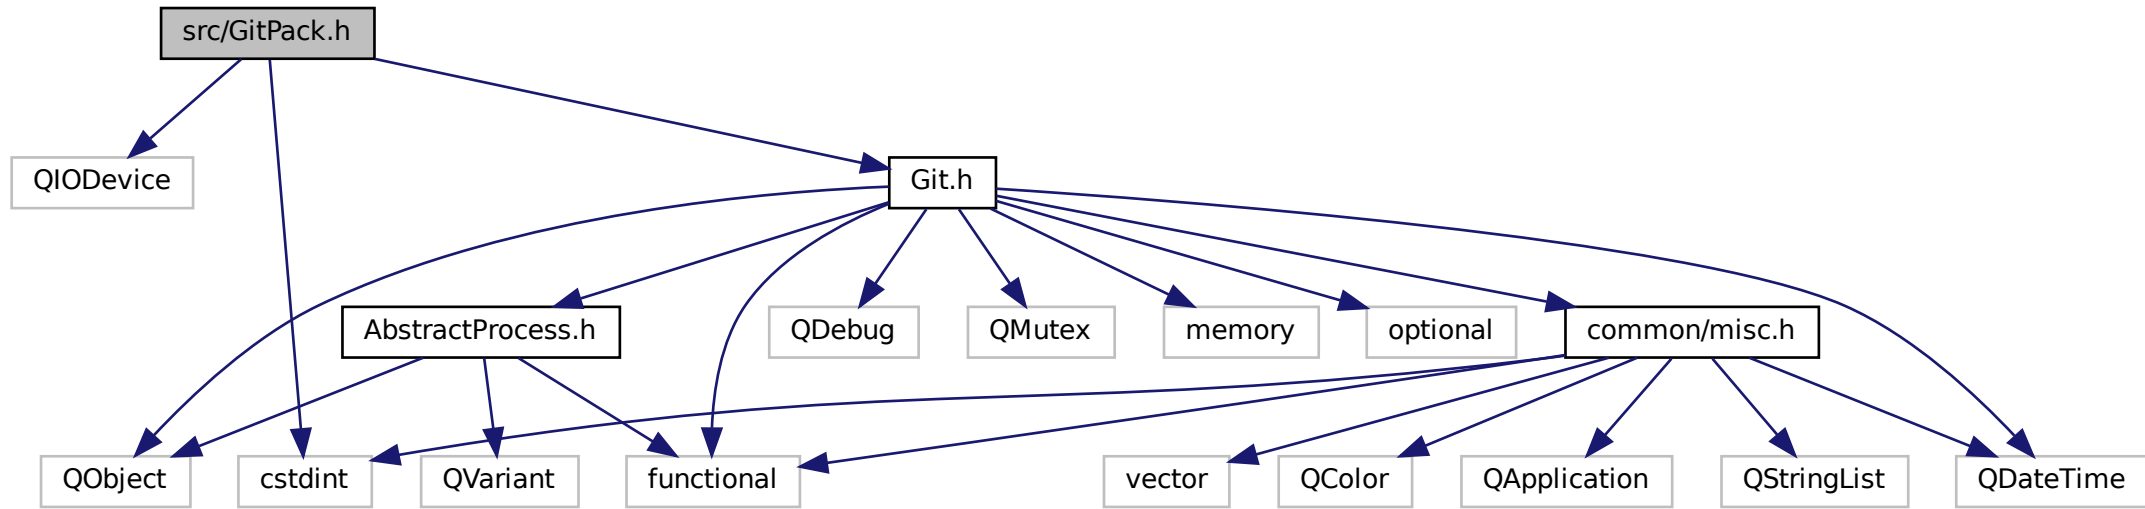 src/GitPack.h
QIODevice
Git.h
AbstractProcess.h
QDebug
QMutex
memory
optional
common/misc.h
QObject
cstdint
QVariant
functional
vector
QColor
QApplication
QStringList
QDateTime